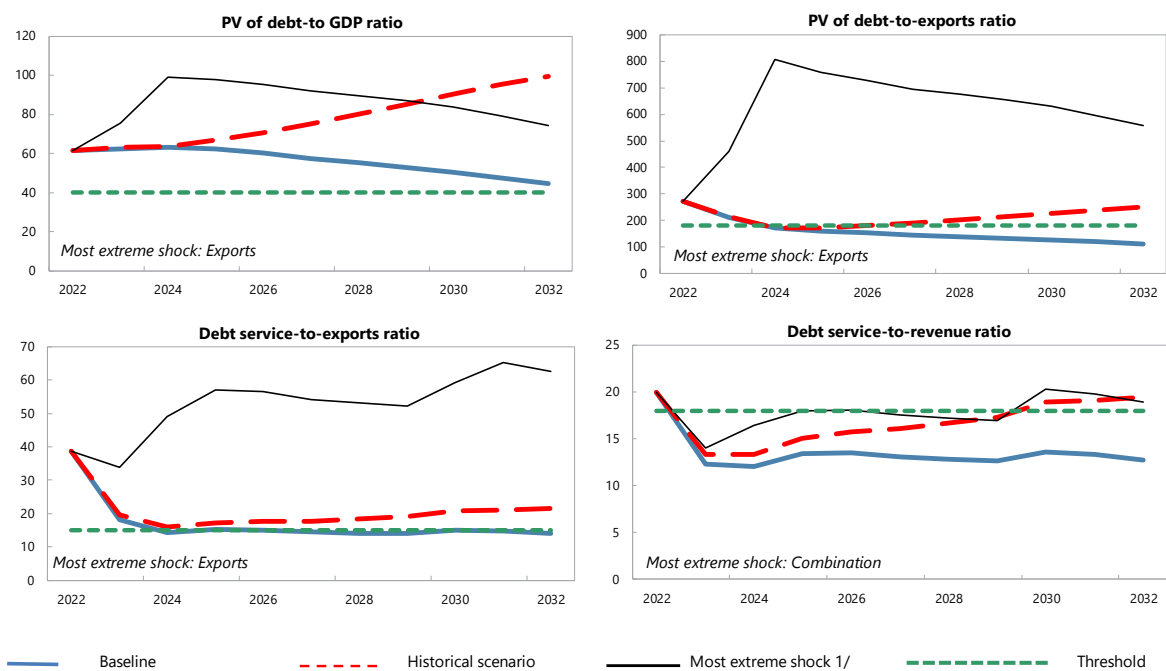 PV of debt-to GDP ratio
120
100
80
60
40
20
0
Most extreme shock: Exports
2022 2024 2026 2028 2030 2032
PV of debt-to-exports ratio
900
800
700
600
500
400
300
200
100
0
Most extreme shock: Exports
2022 2024 2026 2028 2030 2032
Debt service-to-exports ratio
70
60
50
40
30
20
10
0
Most extreme shock: Exports
2022 2024 2026 2028 2030 2032
Debt service-to-revenue ratio
25
20
15
10
5
0
Most extreme shock: Combination
2022 2024 2026 2028 2030 2032
Baseline Historical scenario Most extreme shock 1/ Threshold